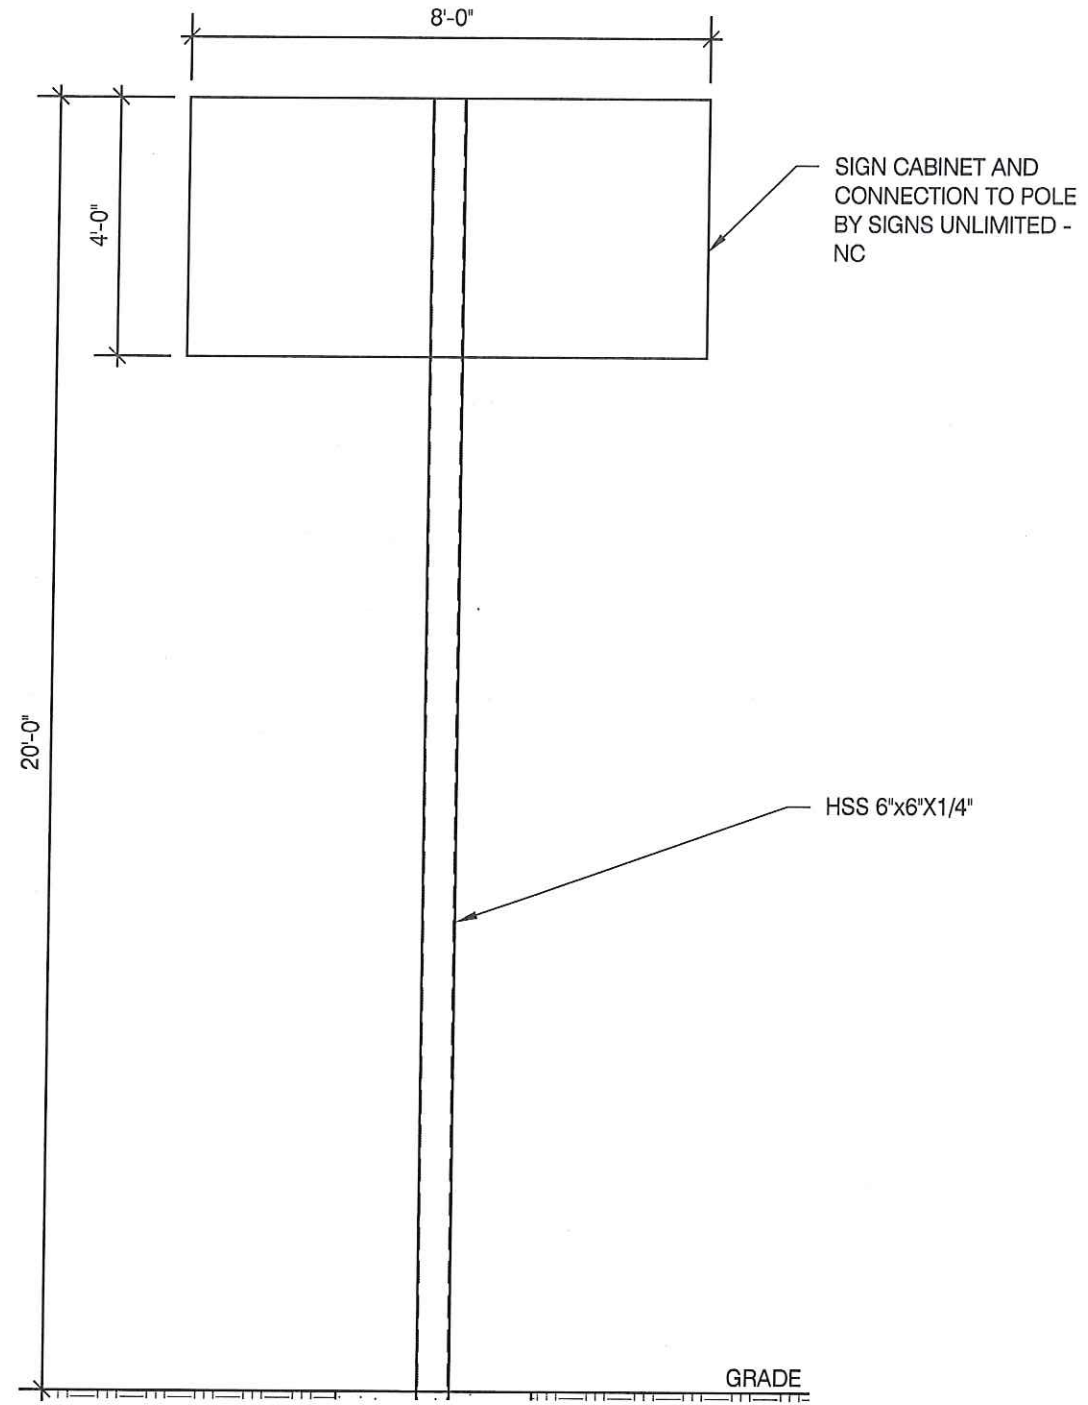 8'-0"
4'-0"
SIGN CABINET AND
CONNECTION TO POLE
BY SIGNS UNLIMITED -
NC
20'-0"
HSS 6"x6"X1/4"
GRADE